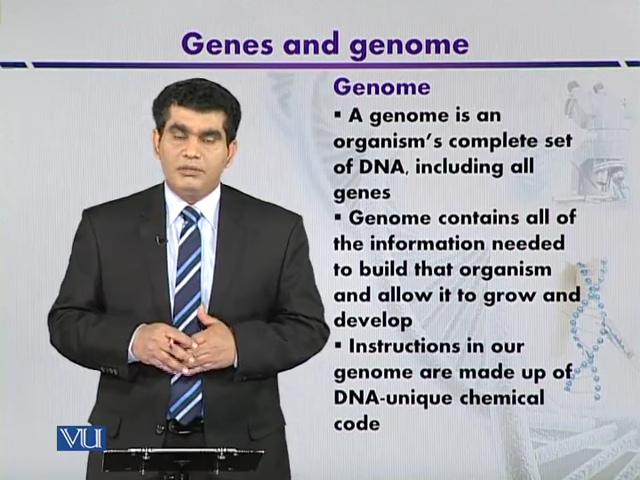 Genes and genome
Genome
▪ A genome is an
organism's complete set
of DNA, including all
genes
▪ Genome contains all of
the information needed
to build that organism
and allow it to grow and
develop
▪ Instructions in our
genome are made up of
DNA-unique chemical
code
VU